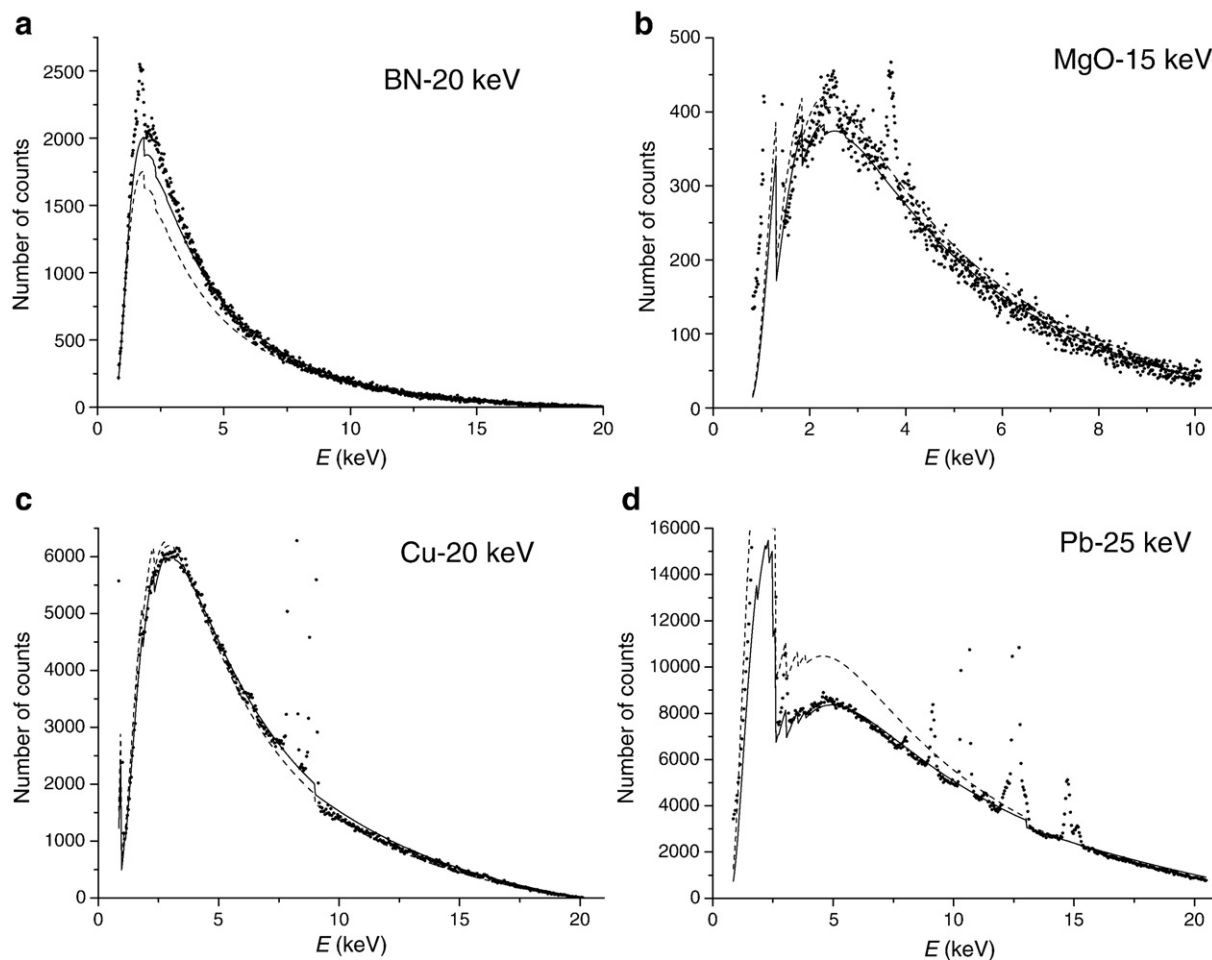 a
BN-20 keV
Number of counts
2500
2000
1500
1000
500
0
0 5 10 15 20
E (keV)
b
MgO-15 keV
Number of counts
500
400
300
200
100
0
0 2 4 6 8 10
E (keV)
c
Cu-20 keV
Number of counts
6000
5000
4000
3000
2000
1000
0
0 5 10 15 20
E (keV)
d
Pb-25 keV
Number of counts
16000
14000
12000
10000
8000
6000
4000
2000
0
0 5 10 15 20
E (keV)